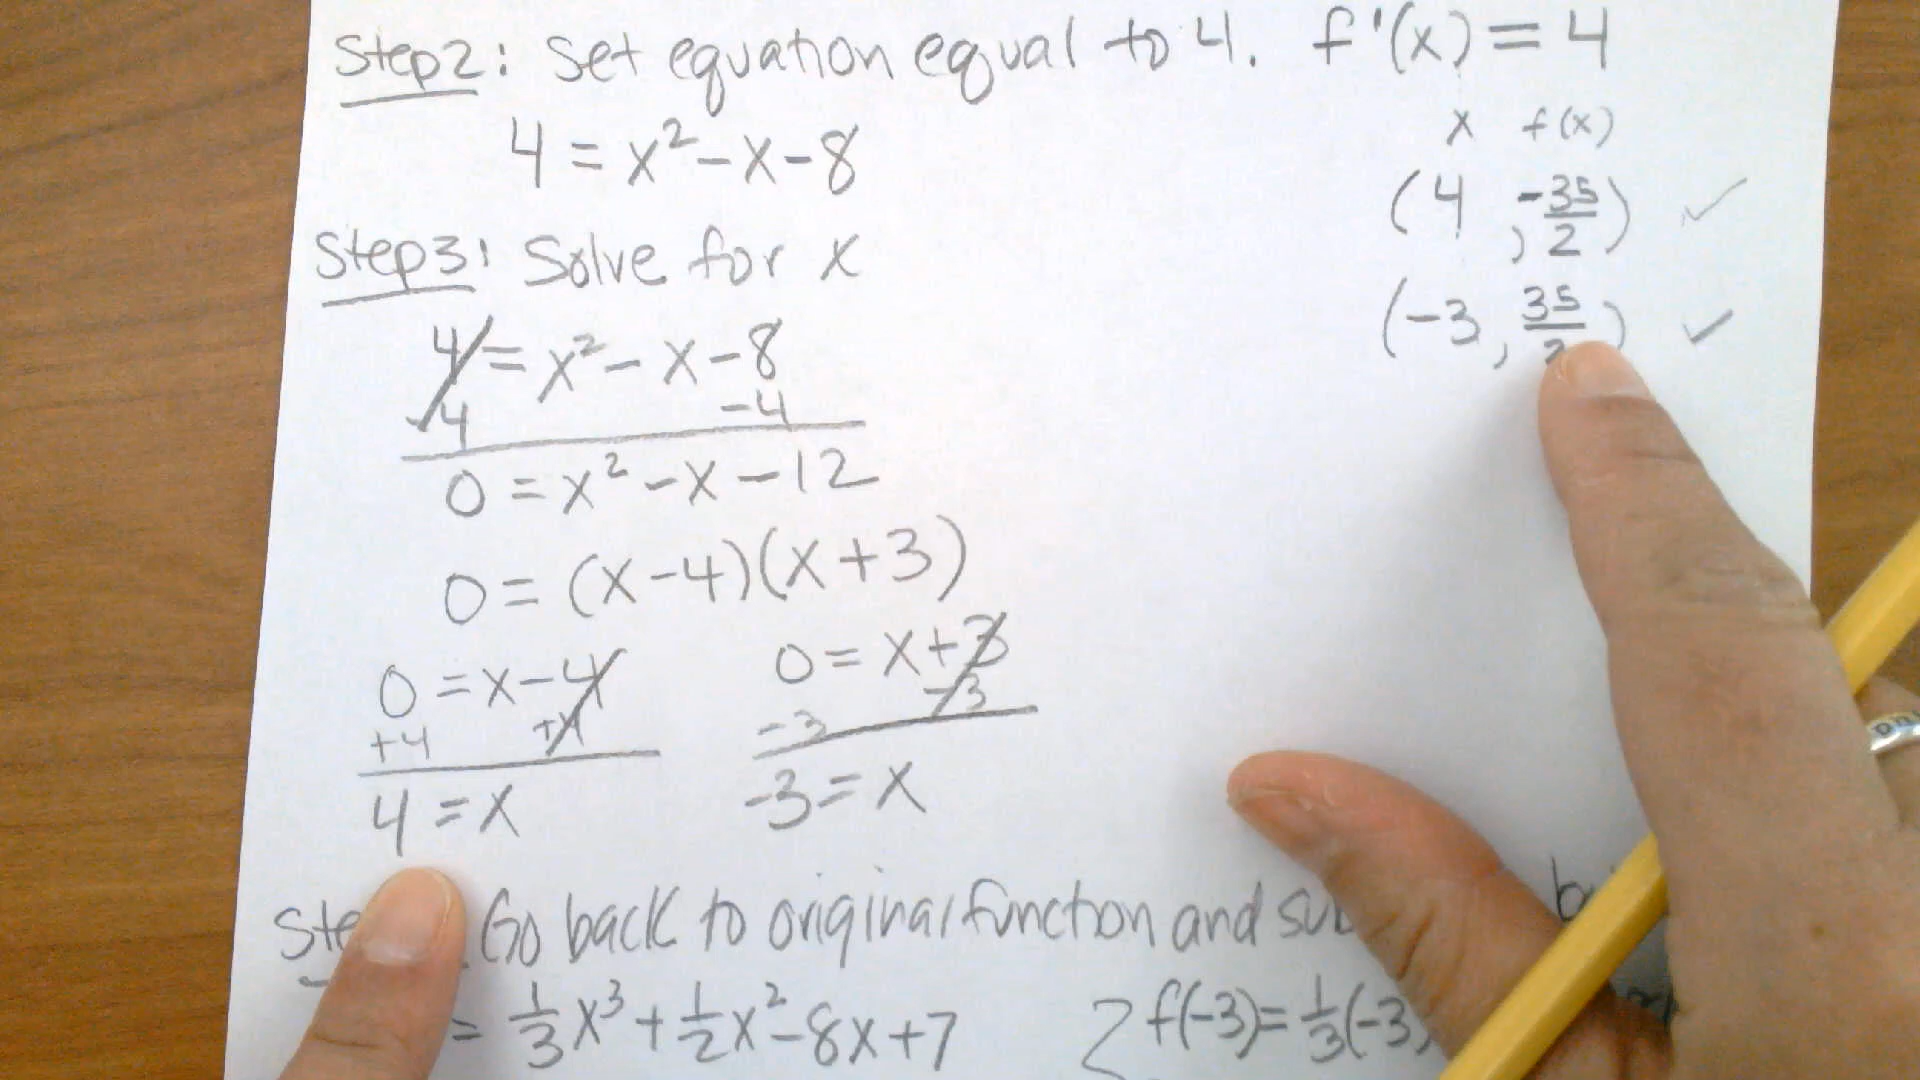 Step2: Set equation equal to 4. f'(x) = 4
4 = x² - x - 8
x f(x)
(4, -35/2) ✓
(-3, 35/2) ✓
Step3: Solve for x
4 = x² - x - 8
-4 -4
0 = x² - x - 12
0 = (x-4)(x+3)
0 = x-4
+4 +4
4 = x
0 = x+3
-3 -3
-3 = x
Go back to original function and
= 1/3x³ + 1/2x² - 8x + 7
f(-3) = 1/3(-3